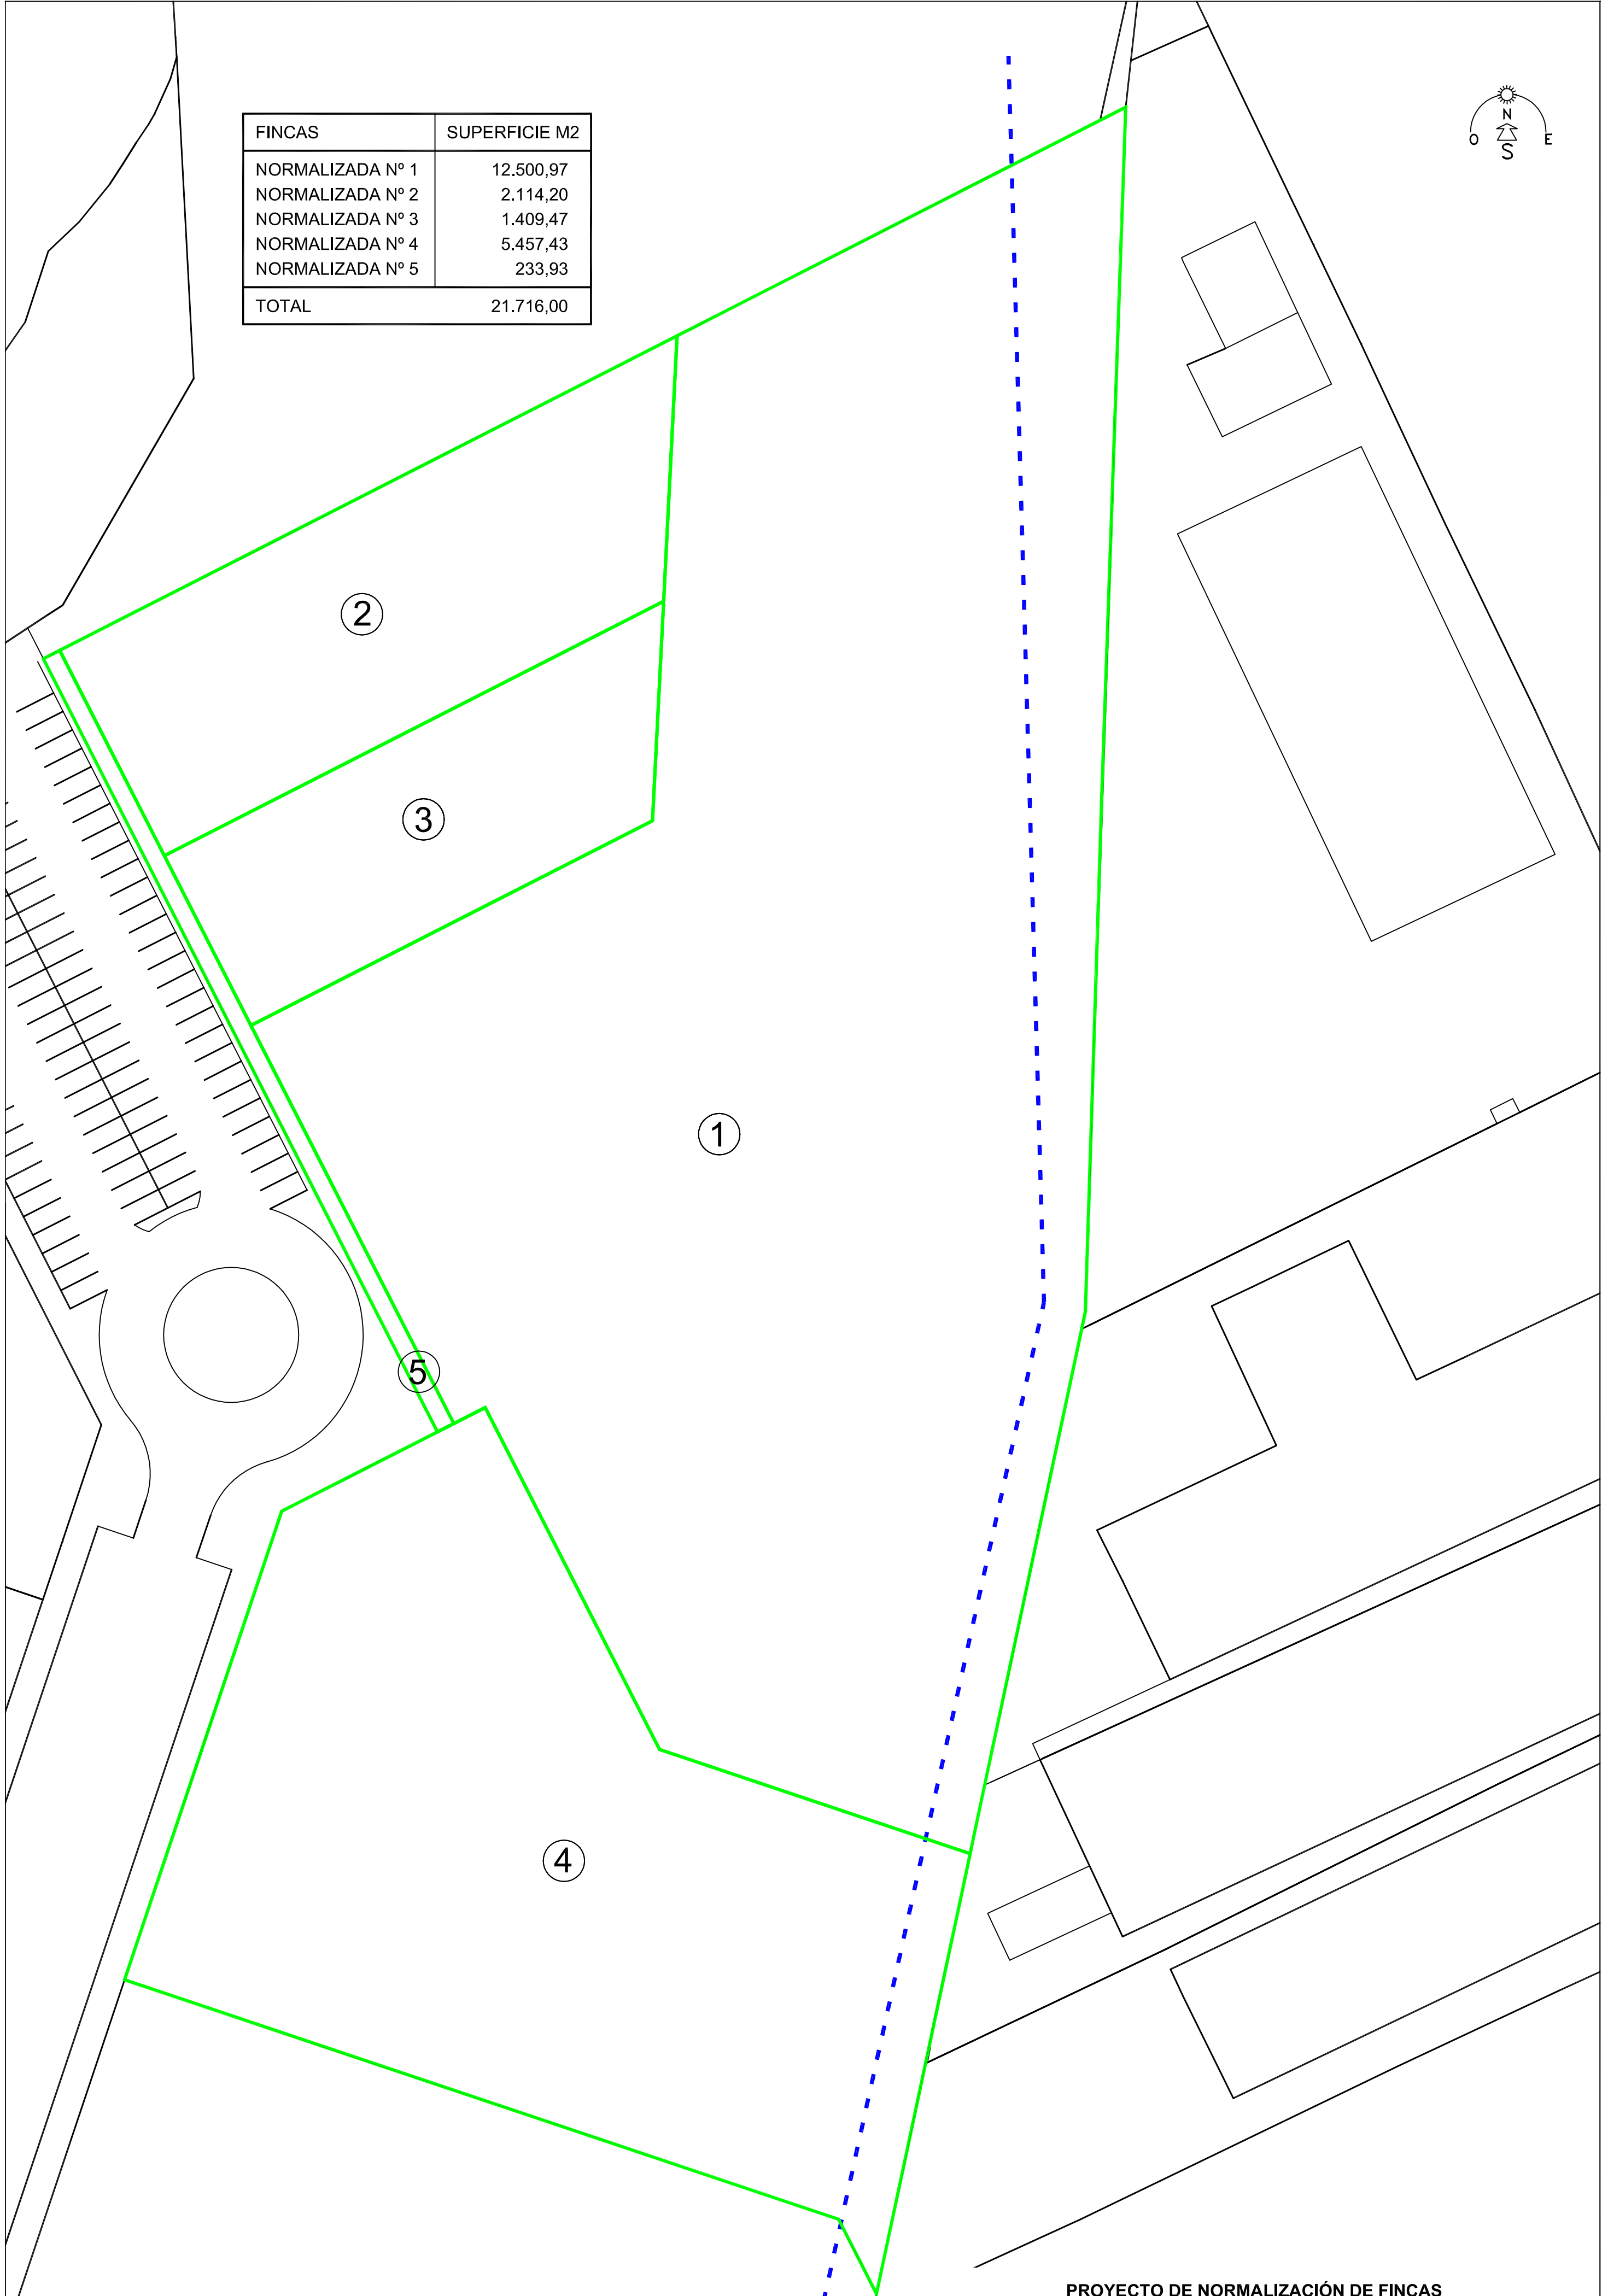 FINCAS SUPERFICIE M2
NORMALIZADA Nº 1 12.500,97
NORMALIZADA Nº 2 2.114,20
NORMALIZADA Nº 3 1.409,47
NORMALIZADA Nº 4 5.457,43
NORMALIZADA Nº 5 233,93
TOTAL 21.716,00
N
O E
S
2
3
1
5
4
PROYECTO DE NORMALIZACIÓN DE FINCAS